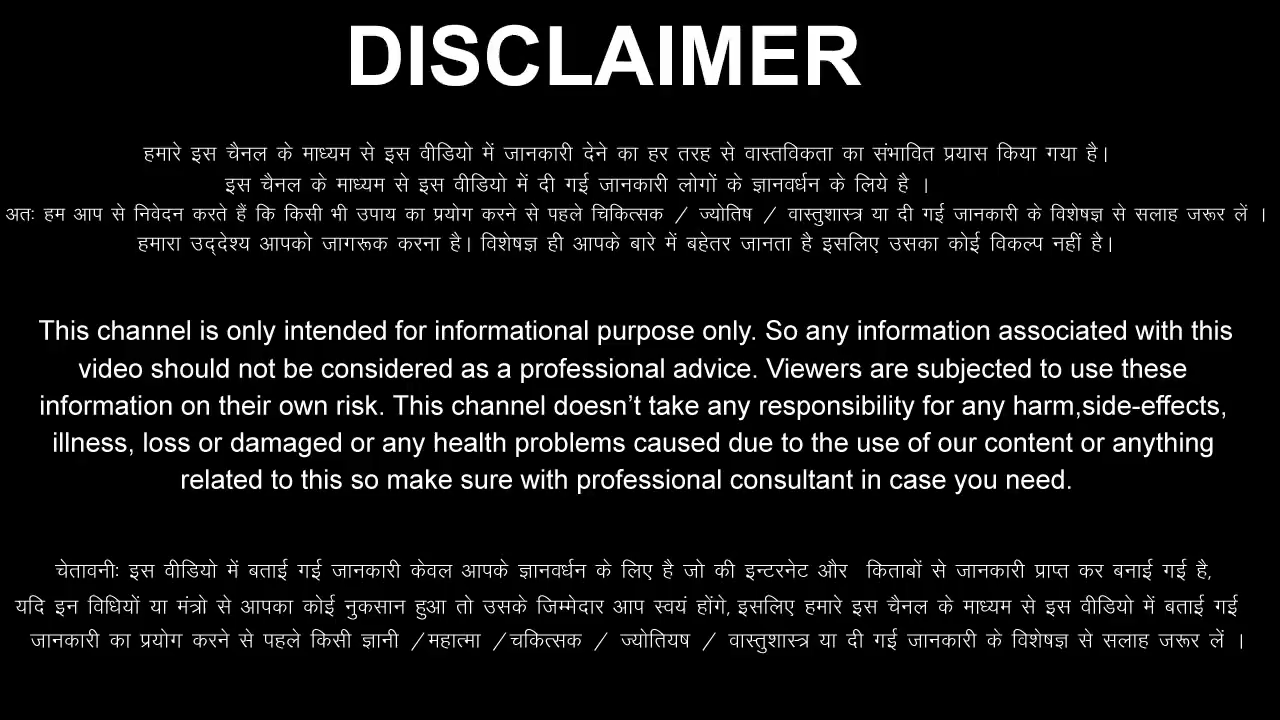 DISCLAIMER
हमारे इस चैनल के माध्यम से इस वीडियो में जानकारी देने का हर तरह से वास्तविकता का संभावित प्रयास किया गया है।
इस चैनल के माध्यम से इस वीडियो में दी गई जानकारी लोगों के ज्ञानवर्धन के लिये है ।
अतः हम आप से निवेदन करते हैं कि किसी भी उपाय का प्रयोग करने से पहले चिकित्सक / ज्योतिष / वास्तुशास्त्र या दी गई जानकारी के विशेषज्ञ से सलाह जरूर लें ।
हमारा उद्देश्य आपको जागरूक करना है। विशेषज्ञ ही आपके बारे में बहेतर जानता है इसलिए उसका कोई विकल्प नहीं है।
This channel is only intended for informational purpose only. So any information associated with this
video should not be considered as a professional advice. Viewers are subjected to use these
information on their own risk. This channel doesn’t take any responsibility for any harm,side-effects,
illness, loss or damaged or any health problems caused due to the use of our content or anything
related to this so make sure with professional consultant in case you need.
चेतावनीः इस वीडियो में बताई गई जानकारी केवल आपके ज्ञानवर्धन के लिए है जो की इन्टरनेट और किताबों से जानकारी प्राप्त कर बनाई गई है,
यदि इन विधियों या मंत्रो से आपका कोई नुकसान हुआ तो उसके जिम्मेदार आप स्वयं होंगे, इसलिए हमारे इस चैनल के माध्यम से इस वीडियो में बताई गई
जानकारी का प्रयोग करने से पहले किसी ज्ञानी /महात्मा /चकित्सक / ज्योतियष / वास्तुशास्त्र या दी गई जानकारी के विशेषज्ञ से सलाह जरूर लें ।